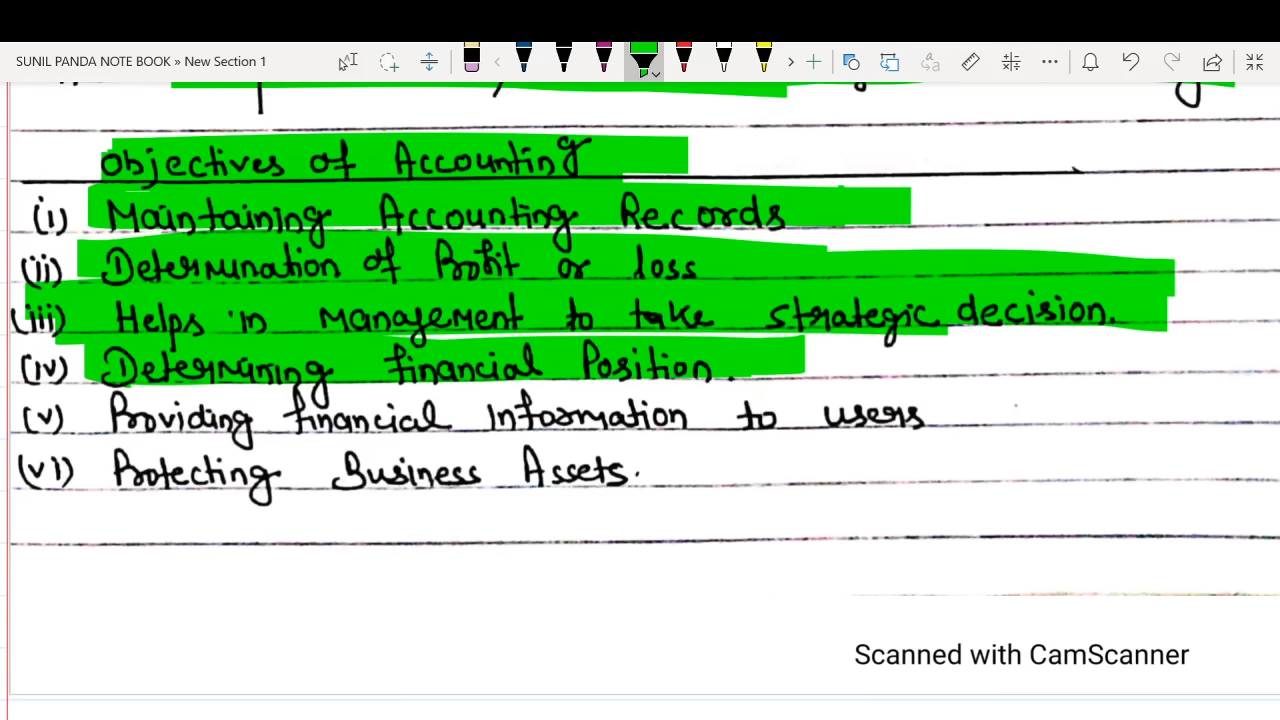 SUNIL PANDA NOTE BOOK » New Section 1
Objectives of Accounting
(i) Maintaining Accounting Records
(ii) Determination of Profit or loss
(iii) Helps in management to take strategic decision.
(iv) Determining financial Position.
(v) Providing financial Information to users
(vi) Protecting Business Assets.
Scanned with CamScanner